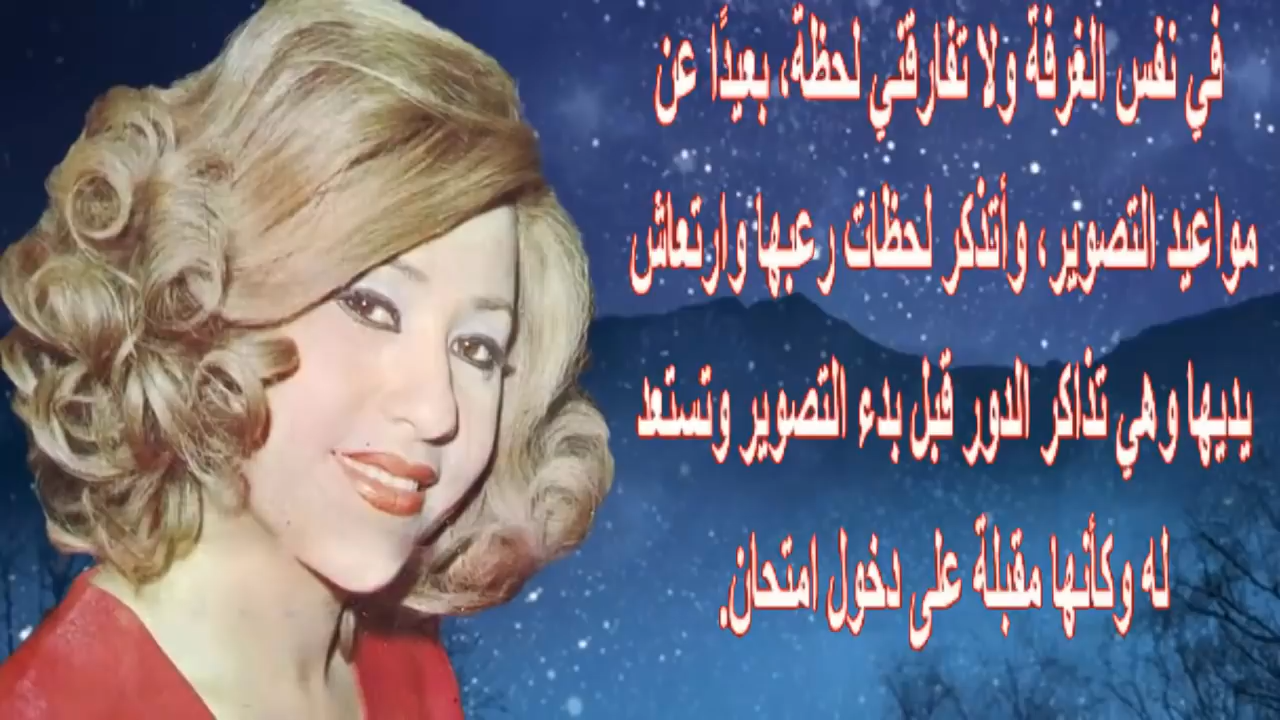 في نفس الغرفة ولا تفارقني لحظة، بعيدًا عن
مواعيد التصوير، وأتذكر لحظات رعبها وارتعاش
يديها وهي تذاكر الدور قبل بدء التصوير وتستعد
له وكأنها مقبلة على دخول امتحان.